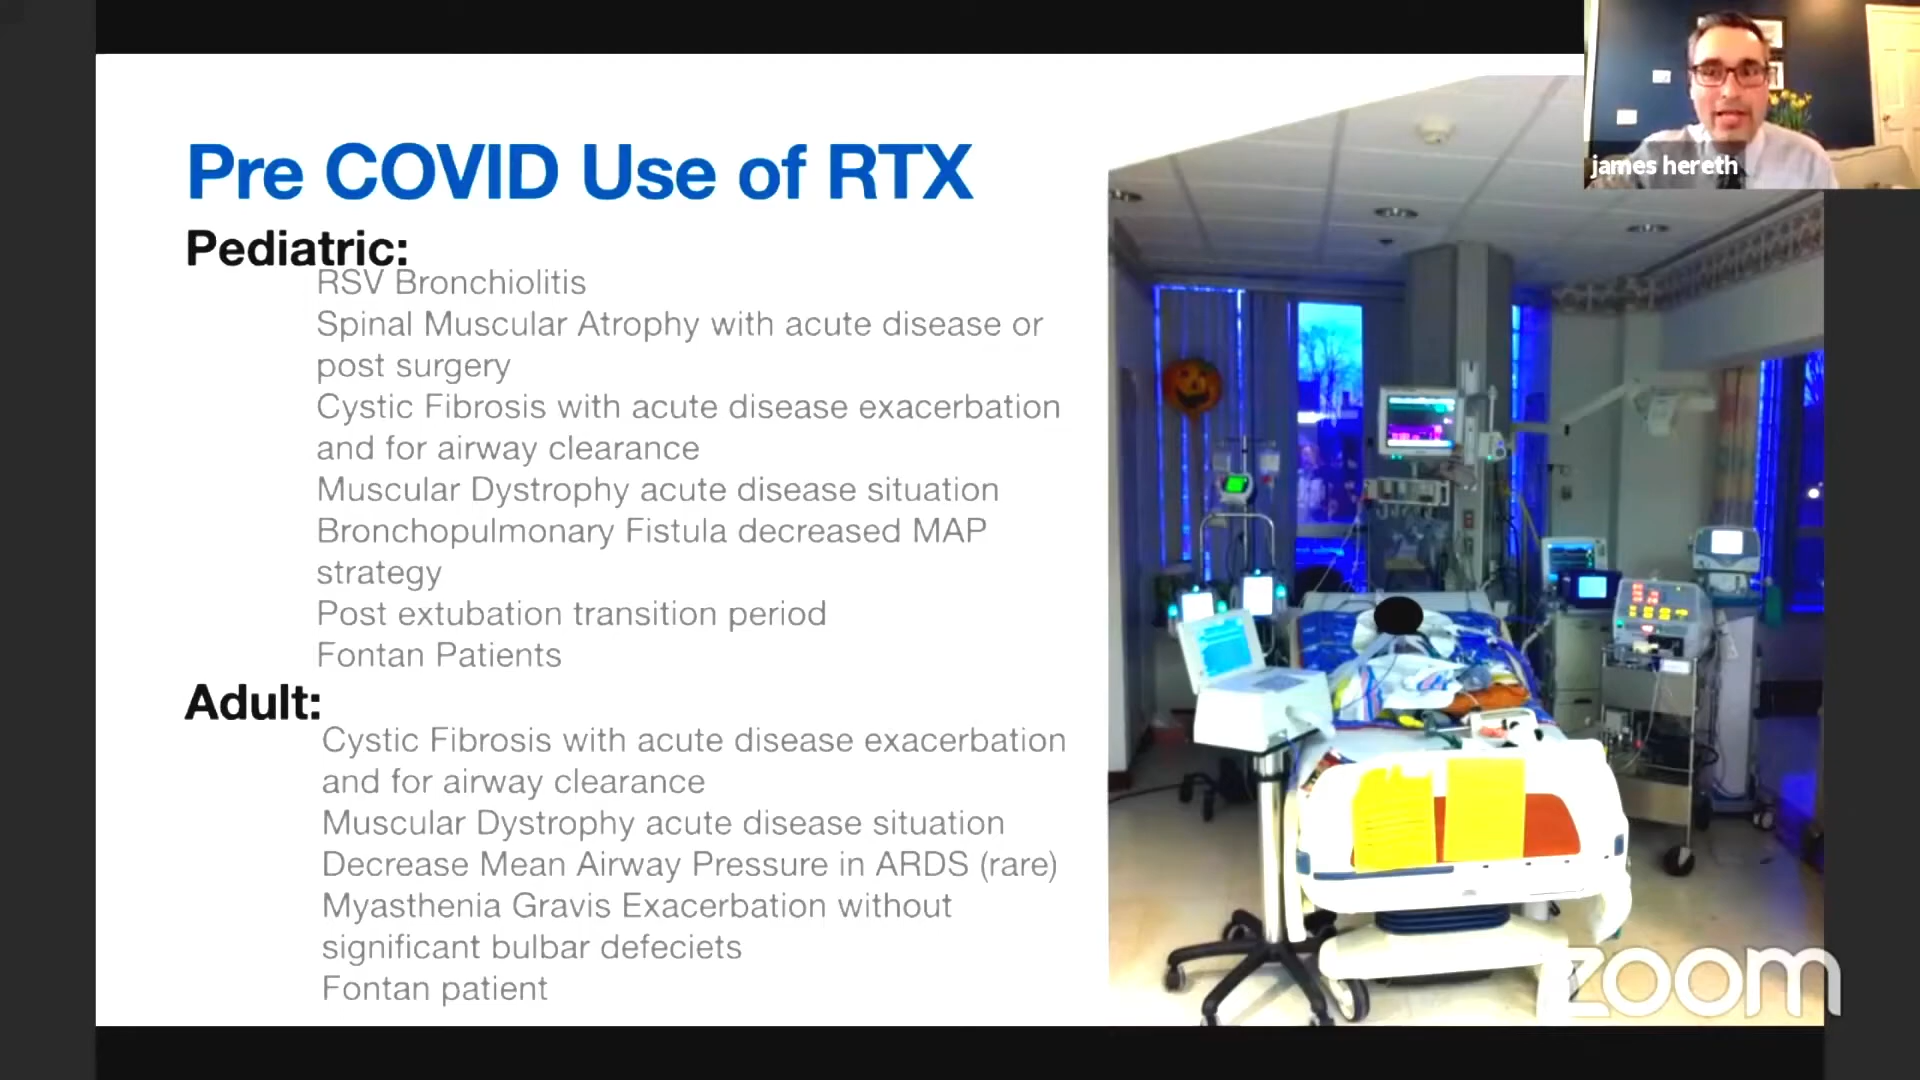 james hereth
Pre COVID Use of RTX
Pediatric:
RSV Bronchiolitis
Spinal Muscular Atrophy with acute disease or
post surgery
Cystic Fibrosis with acute disease exacerbation
and for airway clearance
Muscular Dystrophy acute disease situation
Bronchopulmonary Fistula decreased MAP
strategy
Post extubation transition period
Fontan Patients
Adult:
Cystic Fibrosis with acute disease exacerbation
and for airway clearance
Muscular Dystrophy acute disease situation
Decrease Mean Airway Pressure in ARDS (rare)
Myasthenia Gravis Exacerbation without
significant bulbar defeciets
Fontan patient
zoom